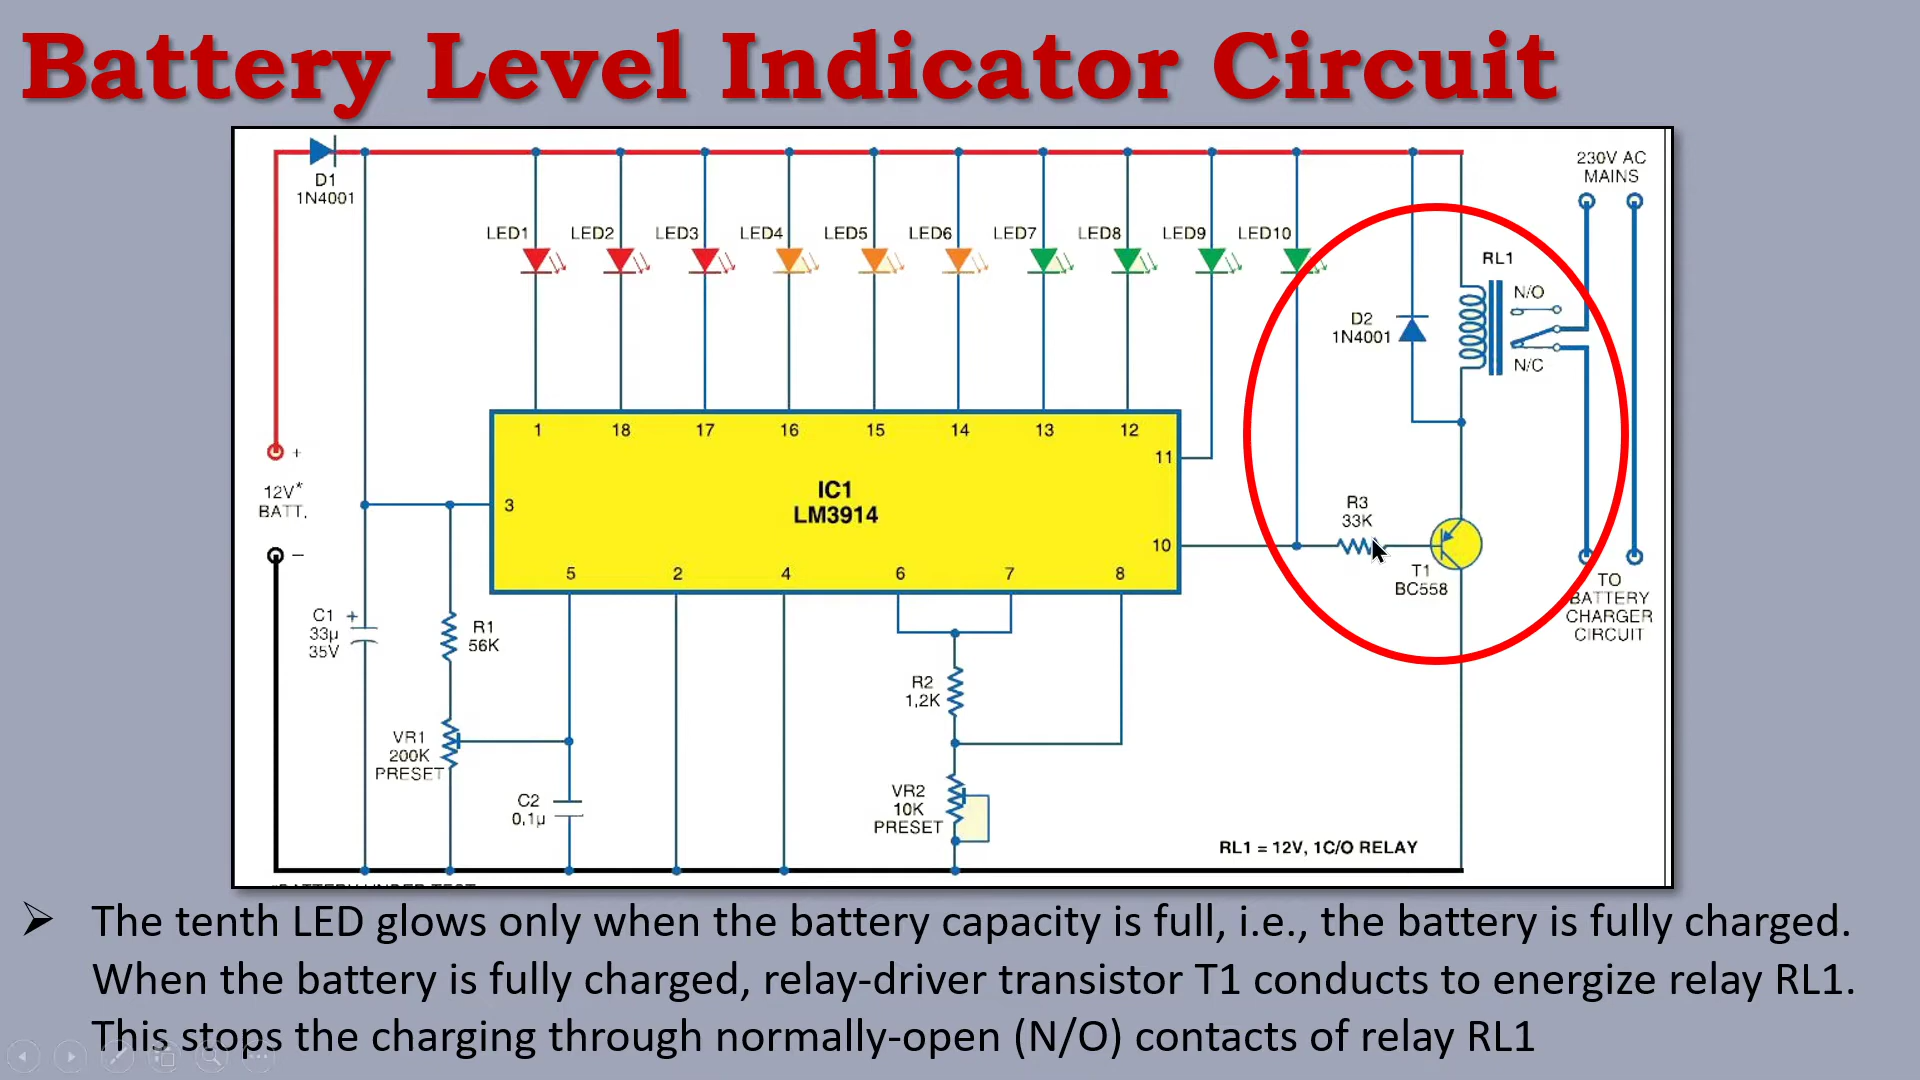 Battery Level Indicator Circuit
D1
1N4001
230V AC
MAINS
LED1
LED2
LED3
LED4
LED5
LED6
LED7
LED8
LED9
LED10
RL1
N/O
N/C
D2
1N4001
1
18
17
16
15
14
13
12
11
+
12V*
BATT.
−
3
IC1
LM3914
10
R3
33K
T1
BC558
5
2
4
6
7
8
TO
BATTERY
CHARGER
CIRCUIT
C1
+
33µ
35V
R1
56K
R2
1,2K
VR1
200K
PRESET
C2
0,1µ
VR2
10K
PRESET
RL1 = 12V, 1C/O RELAY
*BATTERY UNDER TEST
➢ The tenth LED glows only when the battery capacity is full, i.e., the battery is fully charged.
When the battery is fully charged, relay-driver transistor T1 conducts to energize relay RL1.
This stops the charging through normally-open (N/O) contacts of relay RL1